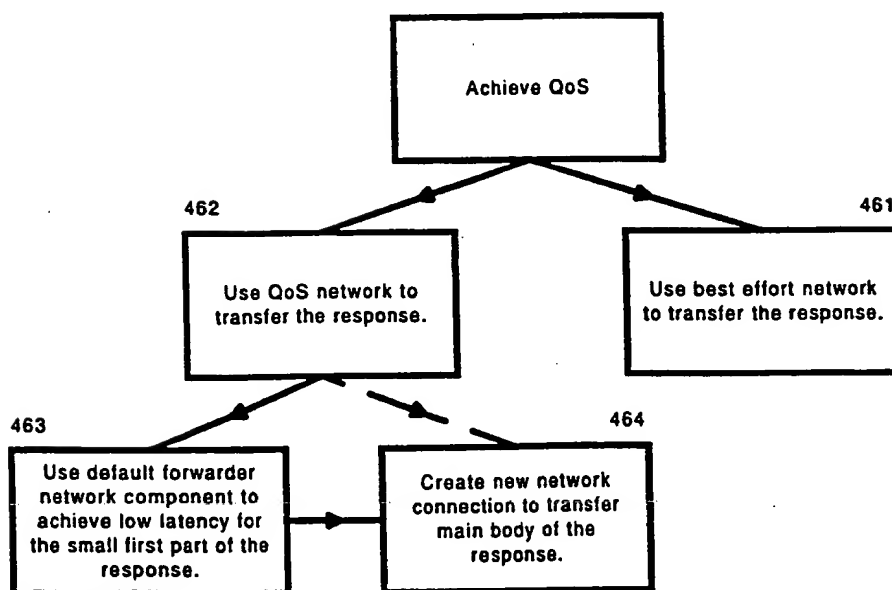 Achieve QoS
462
461
Use QoS network to
transfer the response.
Use best effort network
to transfer the response.
463
464
Use default forwarder
network component to
achieve low latency for
the small first part of the
response.
Create new network
connection to transfer
main body of the
response.